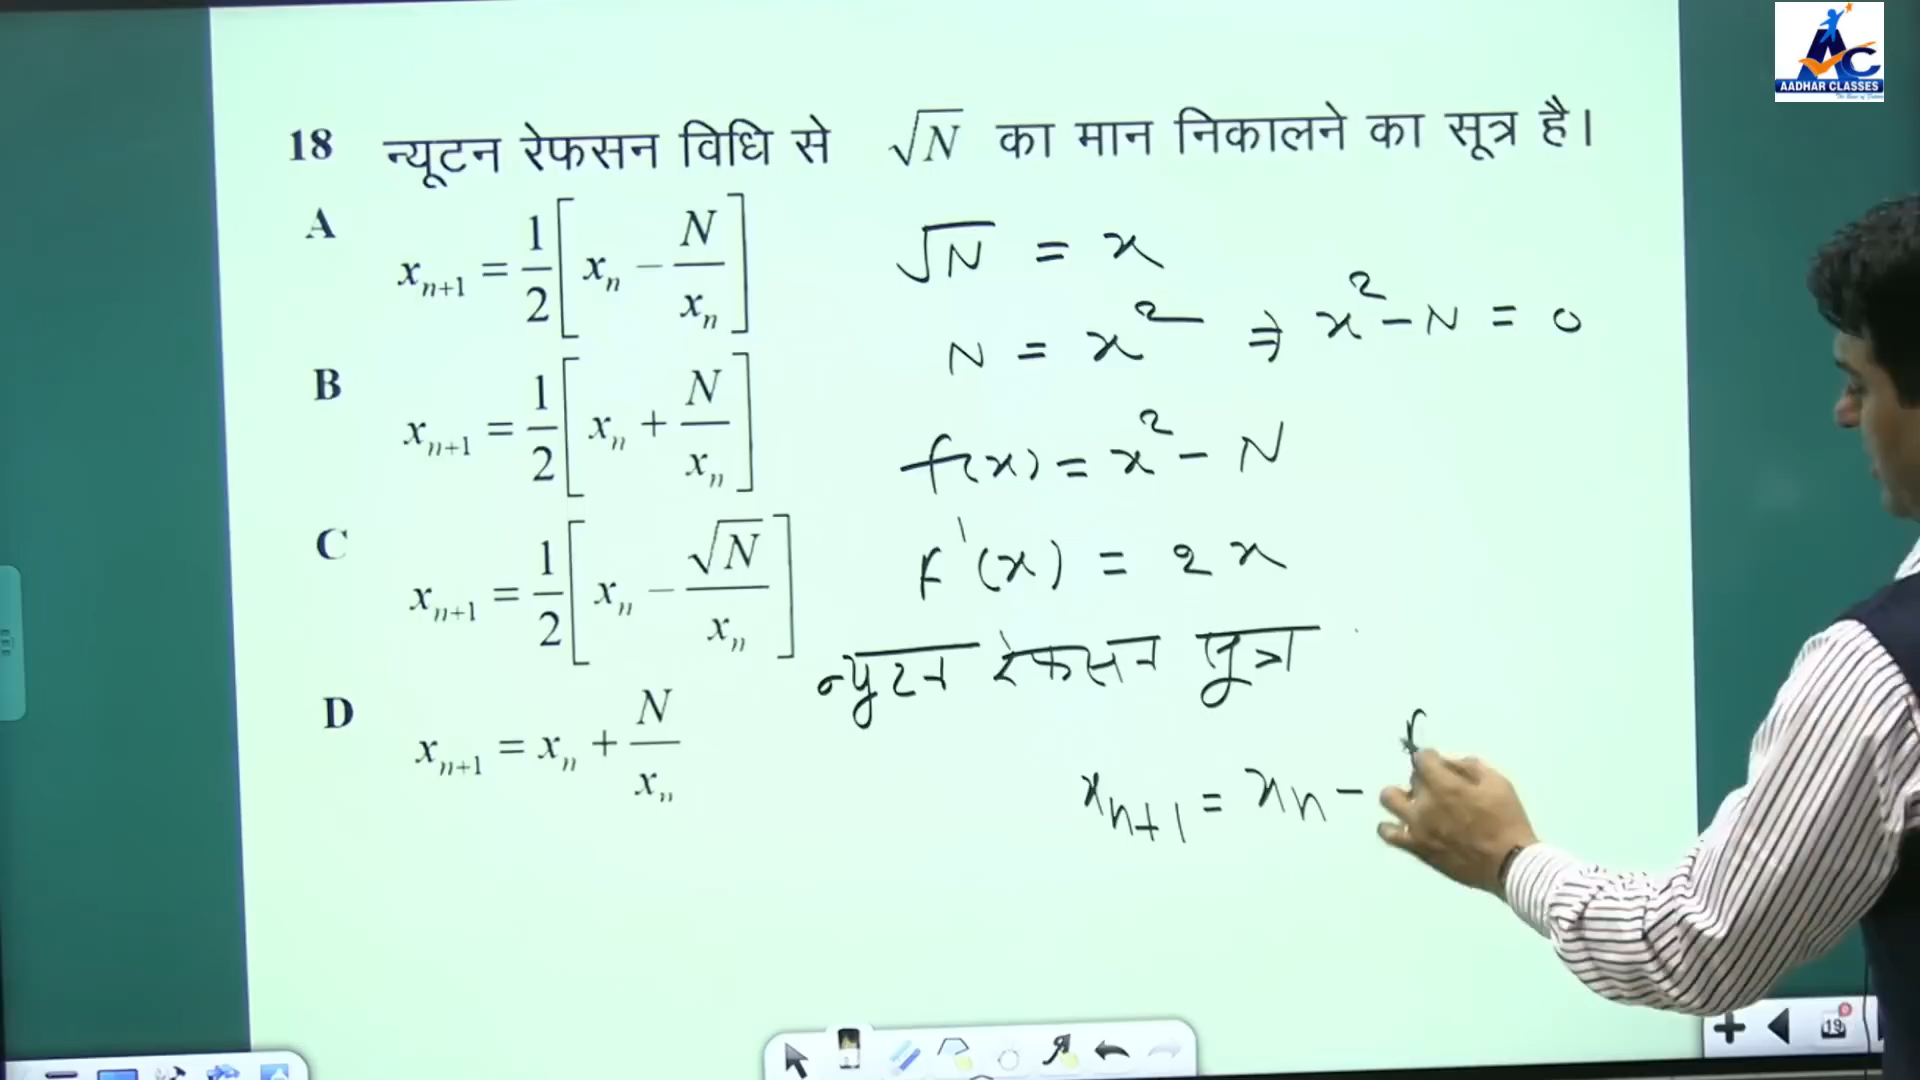 AADHAR CLASSES
18 न्यूटन रेफसन विधि से √N का मान निकालने का सूत्र है।
A x_{n+1} = 1/2 [ x_n - N/x_n ]
B x_{n+1} = 1/2 [ x_n + N/x_n ]
C x_{n+1} = 1/2 [ x_n - √N/x_n ]
D x_{n+1} = x_n + N/x_n
√N = x
N = x² ⇒ x² - N = 0
f(x) = x² - N
F'(x) = 2x
न्यूटन रेफसन सूत्र
x_{n+1} = x_n - f
19